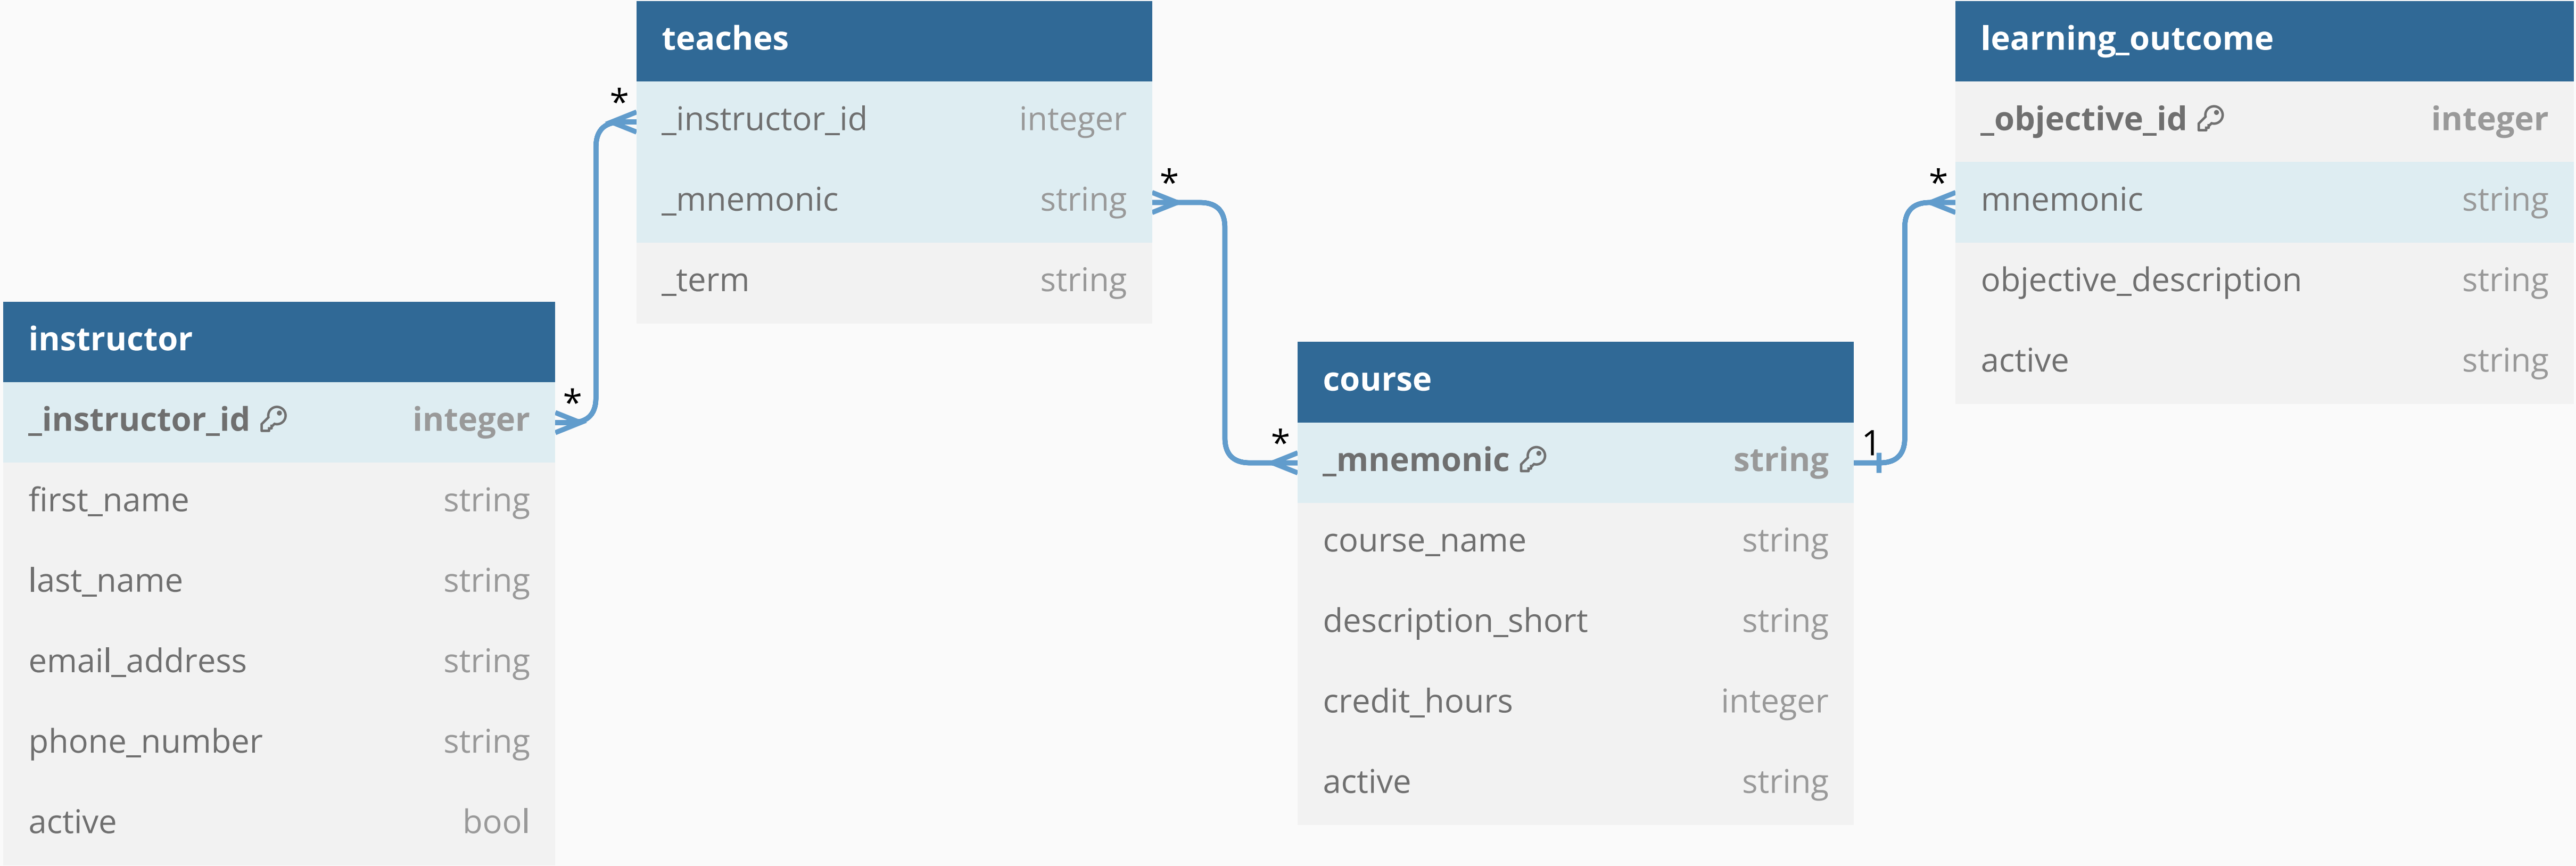 teaches
_instructor_id integer
_mnemonic string
_term string
instructor
_instructor_id integer
first_name string
last_name string
email_address string
phone_number string
active bool
course
_mnemonic string
course_name string
description_short string
credit_hours integer
active string
learning_outcome
_objective_id integer
mnemonic string
objective_description string
active string
*
*
*
*
1
*